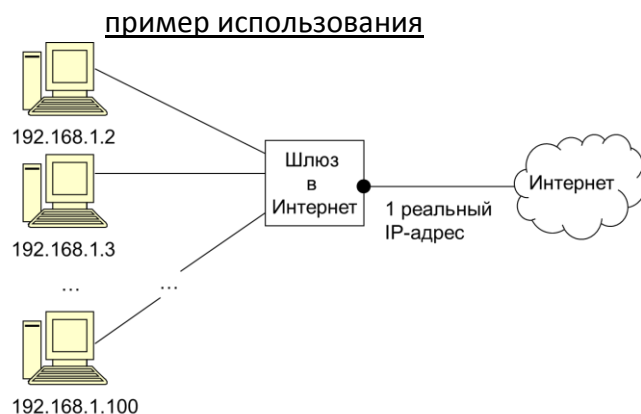 пример использования
192.168.1.2
192.168.1.3
...
...
192.168.1.100
Шлюз
в
Интернет
1 реальный
IP-адрес
Интернет